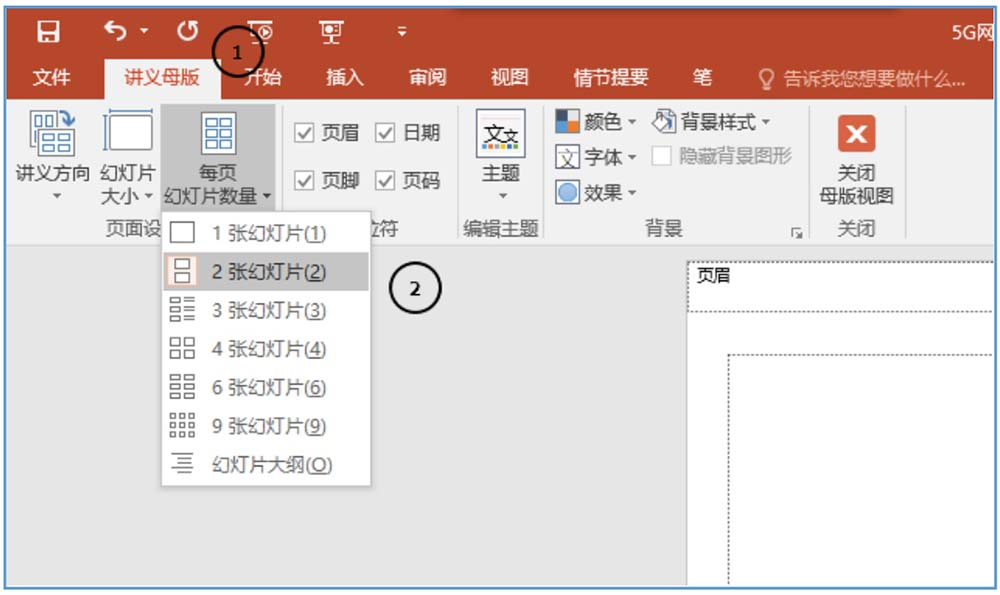 5G网
1
文件 讲义母版 开始 插入 审阅 视图 情节提要 笔 告诉我您想要做什么...
讲义方向 幻灯片大小 每页幻灯片数量 页眉 日期 页脚 页码 文文 主题 颜色 文 字体 效果 背景样式 隐藏背景图形 关闭母版视图
页面设 位符 编辑主题 背景 关闭
1 张幻灯片(1)
2 张幻灯片(2)
2
3 张幻灯片(3)
4 张幻灯片(4)
6 张幻灯片(6)
9 张幻灯片(9)
幻灯片大纲(O)
页眉